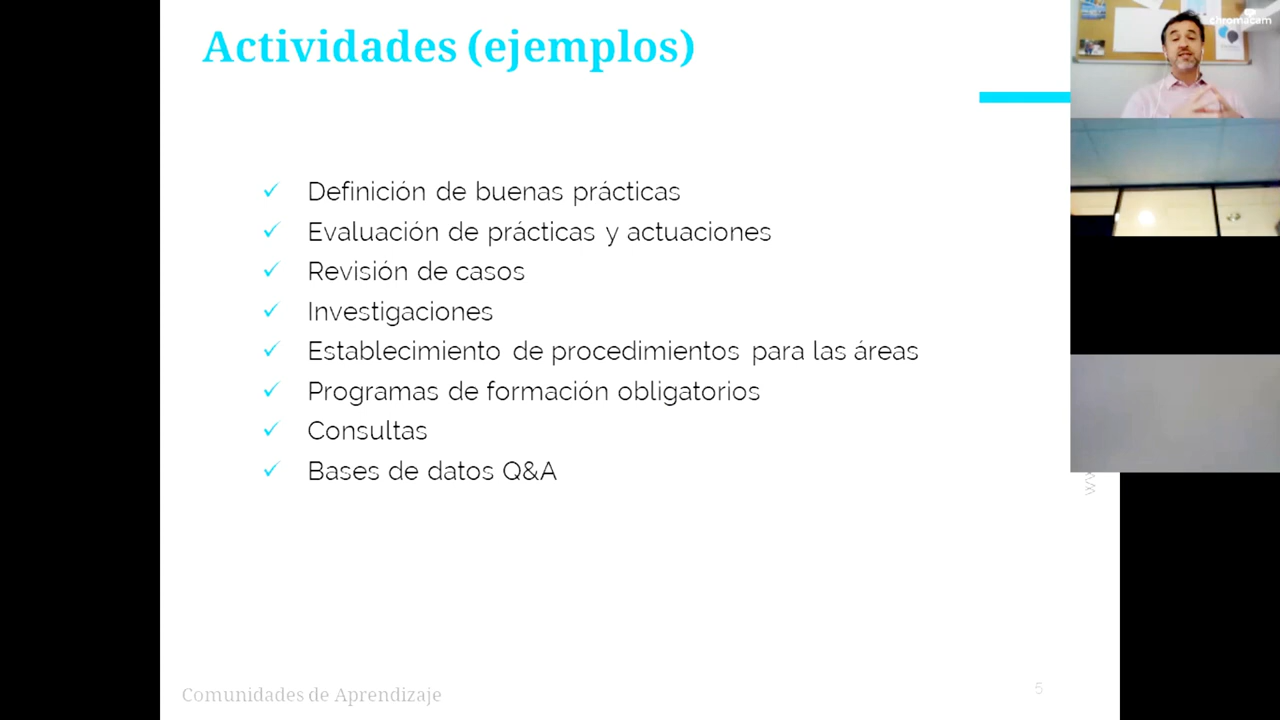 Actividades (ejemplos)
chromacam
✓ Definición de buenas prácticas
✓ Evaluación de prácticas y actuaciones
✓ Revisión de casos
✓ Investigaciones
✓ Establecimiento de procedimientos para las áreas
✓ Programas de formación obligatorios
✓ Consultas
✓ Bases de datos Q&A
Comunidades de Aprendizaje
5